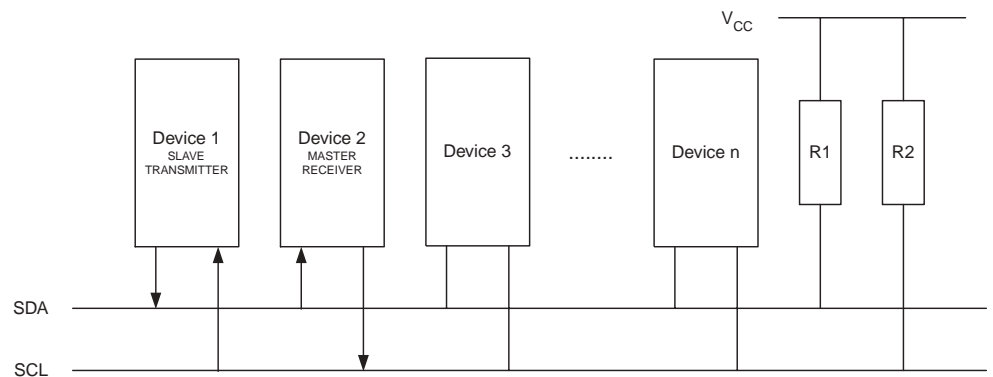 VCC
Device 1
SLAVE
TRANSMITTER
Device 2
MASTER
RECEIVER
Device 3
........
Device n
R1
R2
SDA
SCL